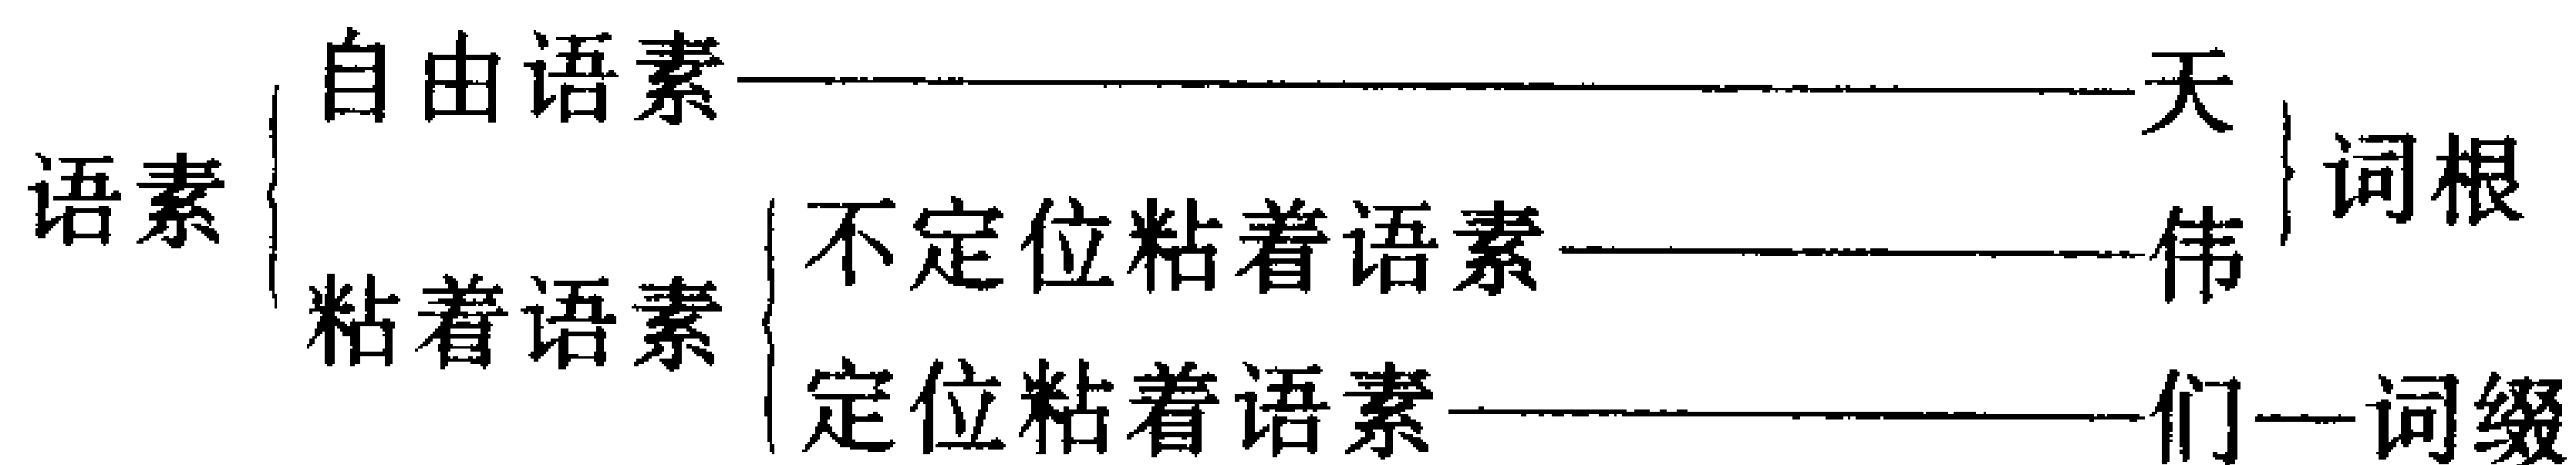 自由语素——天
语素
词根
不定位粘着语素——伟
粘着语素
定位粘着语素——们—词缀